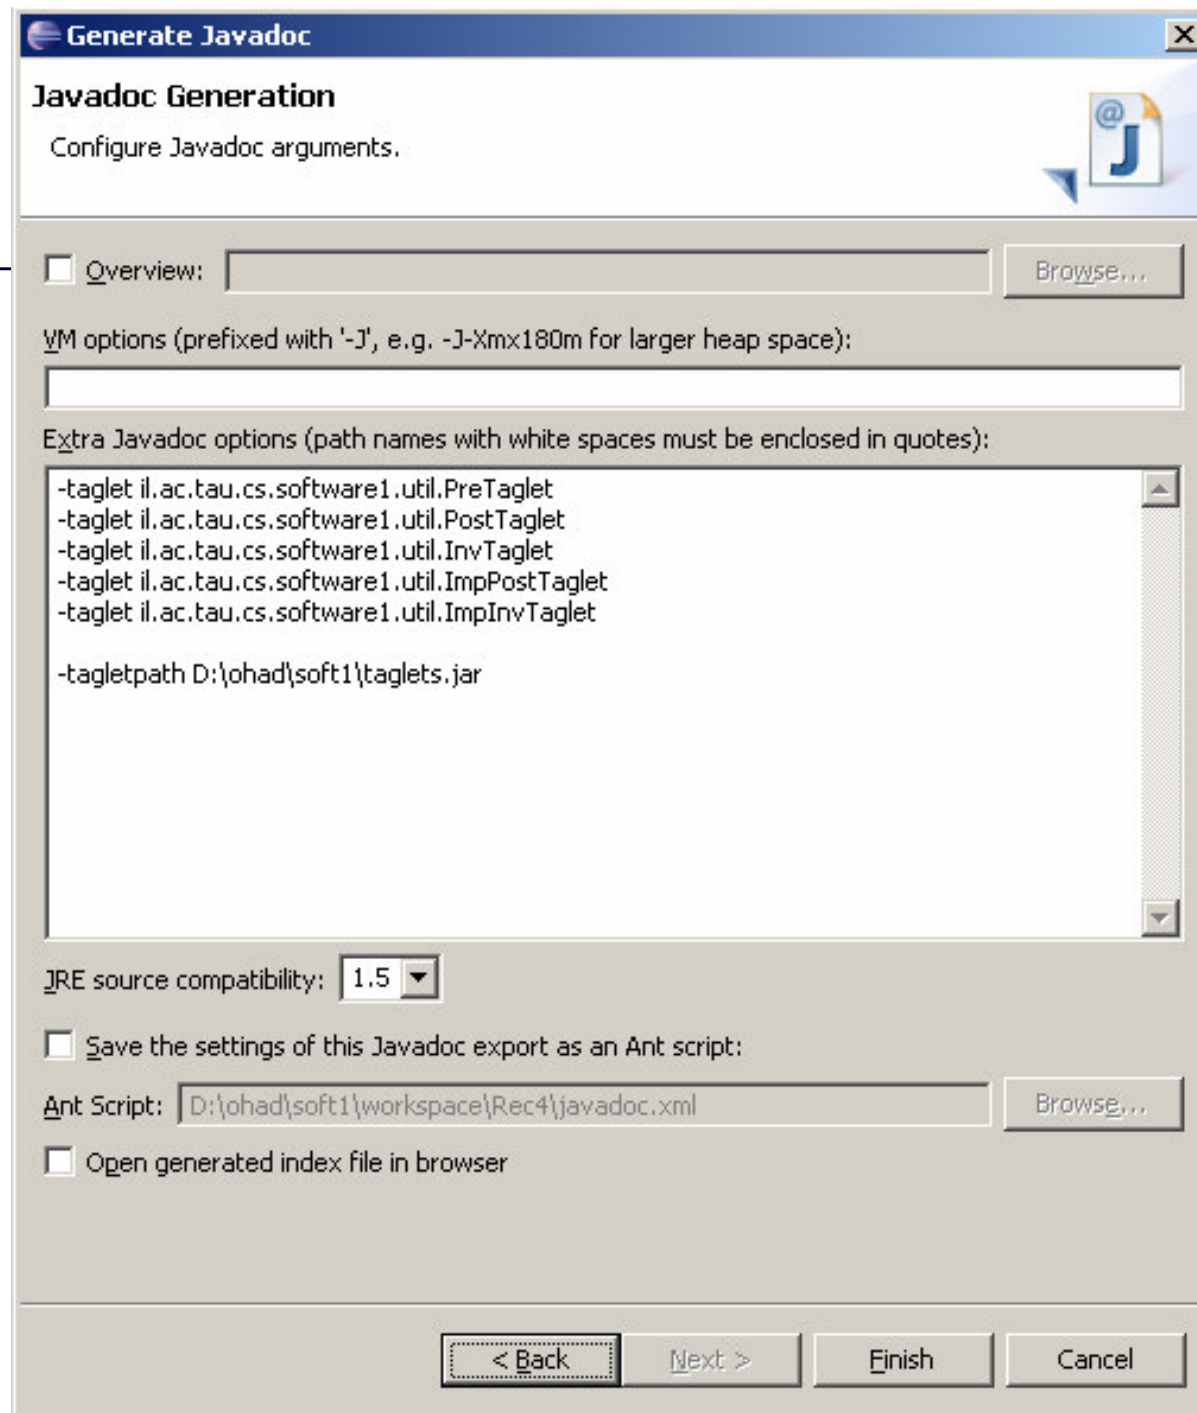 Generate Javadoc
Javadoc Generation
Configure Javadoc arguments.
@
J
Overview:
Browse...
VM options (prefixed with '-J', e.g. -J-Xmx180m for larger heap space):
Extra Javadoc options (path names with white spaces must be enclosed in quotes):
-taglet il.ac.tau.cs.software1.util.PreTaglet
-taglet il.ac.tau.cs.software1.util.PostTaglet
-taglet il.ac.tau.cs.software1.util.InvTaglet
-taglet il.ac.tau.cs.software1.util.ImpPostTaglet
-taglet il.ac.tau.cs.software1.util.ImpInvTaglet
-tagletpath D:\ohad\soft1\taglets.jar
JRE source compatibility: 1.5
Save the settings of this Javadoc export as an Ant script:
Ant Script: D:\ohad\soft1\workspace\Rec4\javadoc.xml Browse...
Open generated index file in browser
< Back Next > Finish Cancel